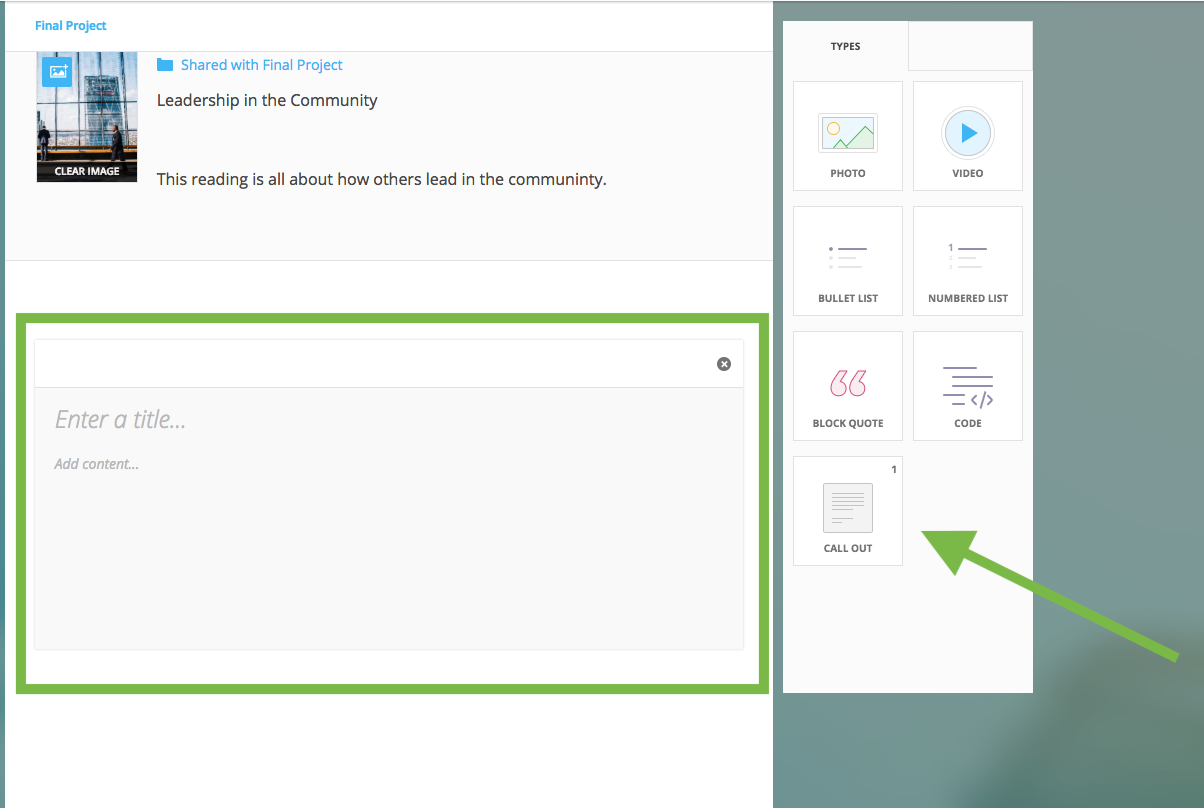 Final Project
Shared with Final Project
Leadership in the Community
CLEAR IMAGE
This reading is all about how others lead in the communinty.
Enter a title...
Add content...
TYPES
PHOTO
VIDEO
BULLET LIST
1
2
3
NUMBERED LIST
BLOCK QUOTE
</>
CODE
1
CALL OUT